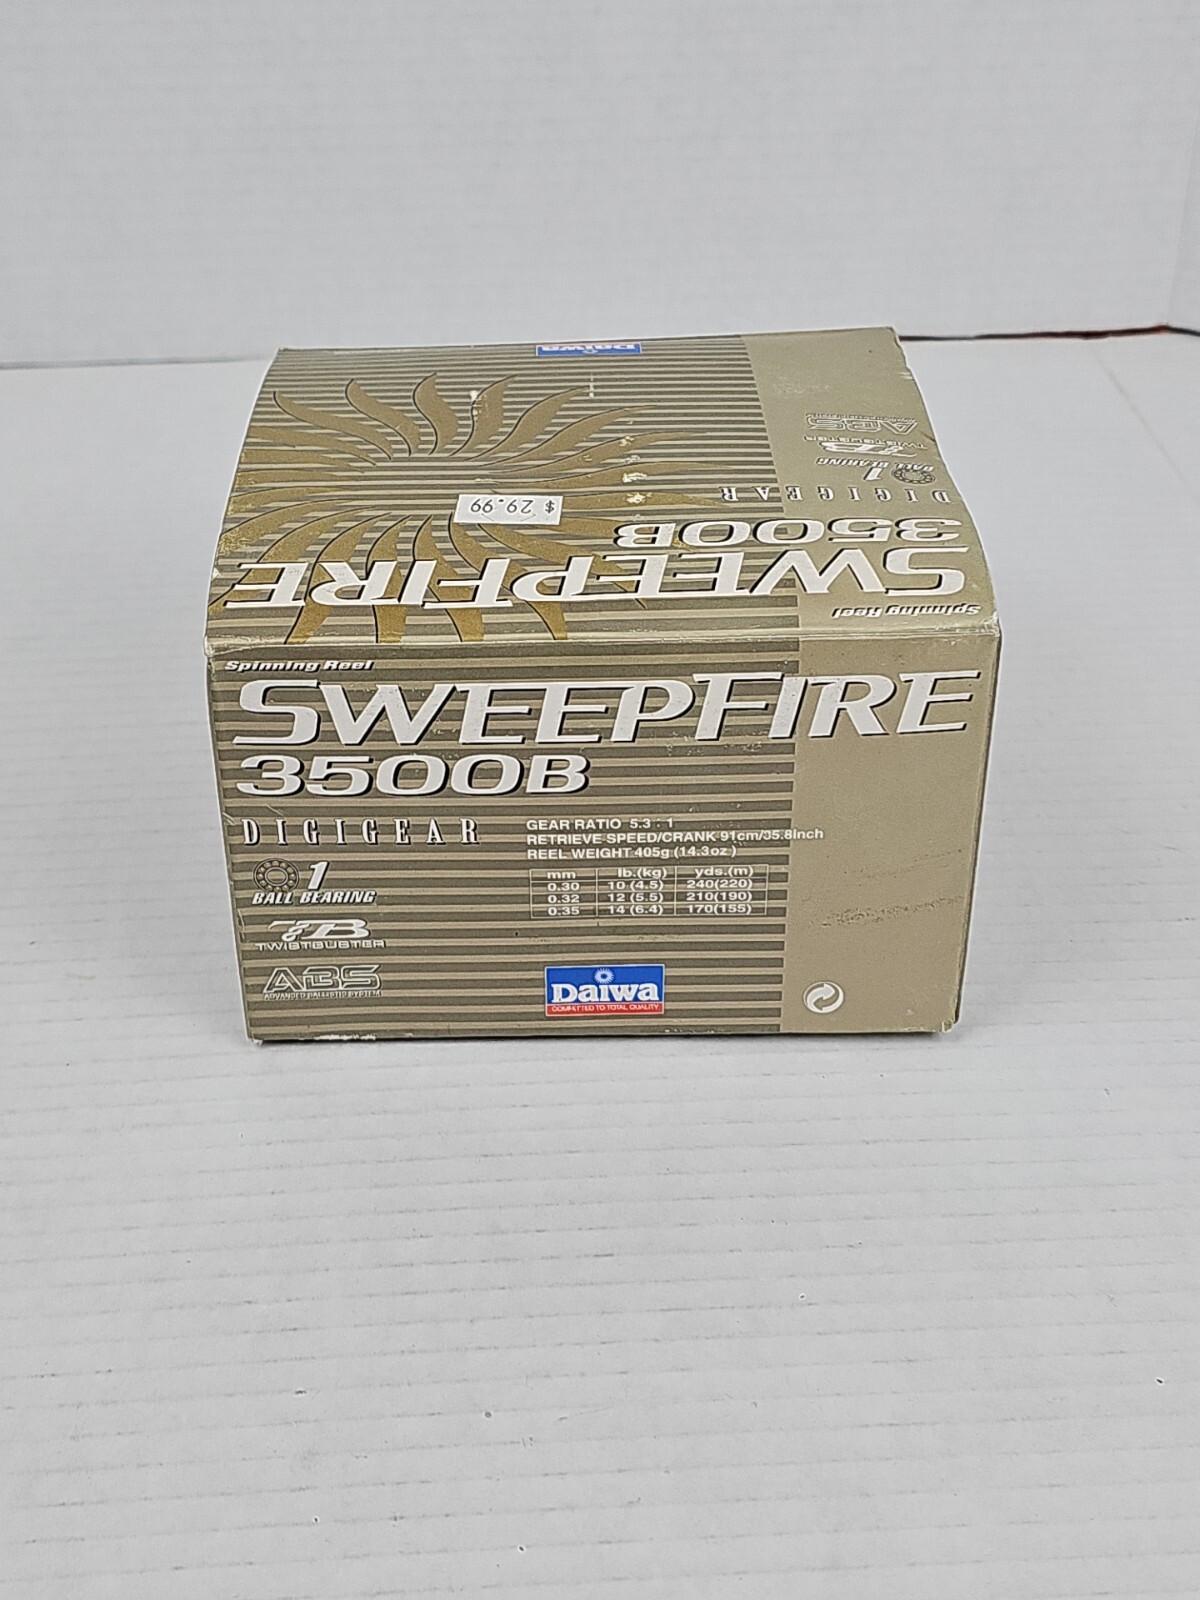 Daiwa
ABS
TWISTBUSTER
1
BALL BEARING
DIGIGEAR
$ 29.99
3500B
SWEEPFIRE
Spinning Reel
Spinning Reel
SWEEPFIRE
3500B
DIGIGEAR
GEAR RATIO 5.3 : 1
RETRIEVE SPEED/CRANK 91cm/35.8Inch
REEL WEIGHT 405g (14.3oz )
mm lb.(kg) yds.(m)
0.30 10 (4.5) 240(220)
0.32 12 (5.5) 210(190)
0.35 14 (6.4) 170(155)
1
BALL BEARING
TB
TWISTBUSTER
ABS
ADVANCED BALLISTIC SYSTEM
Daiwa
COMMITTED TO TOTAL QUALITY